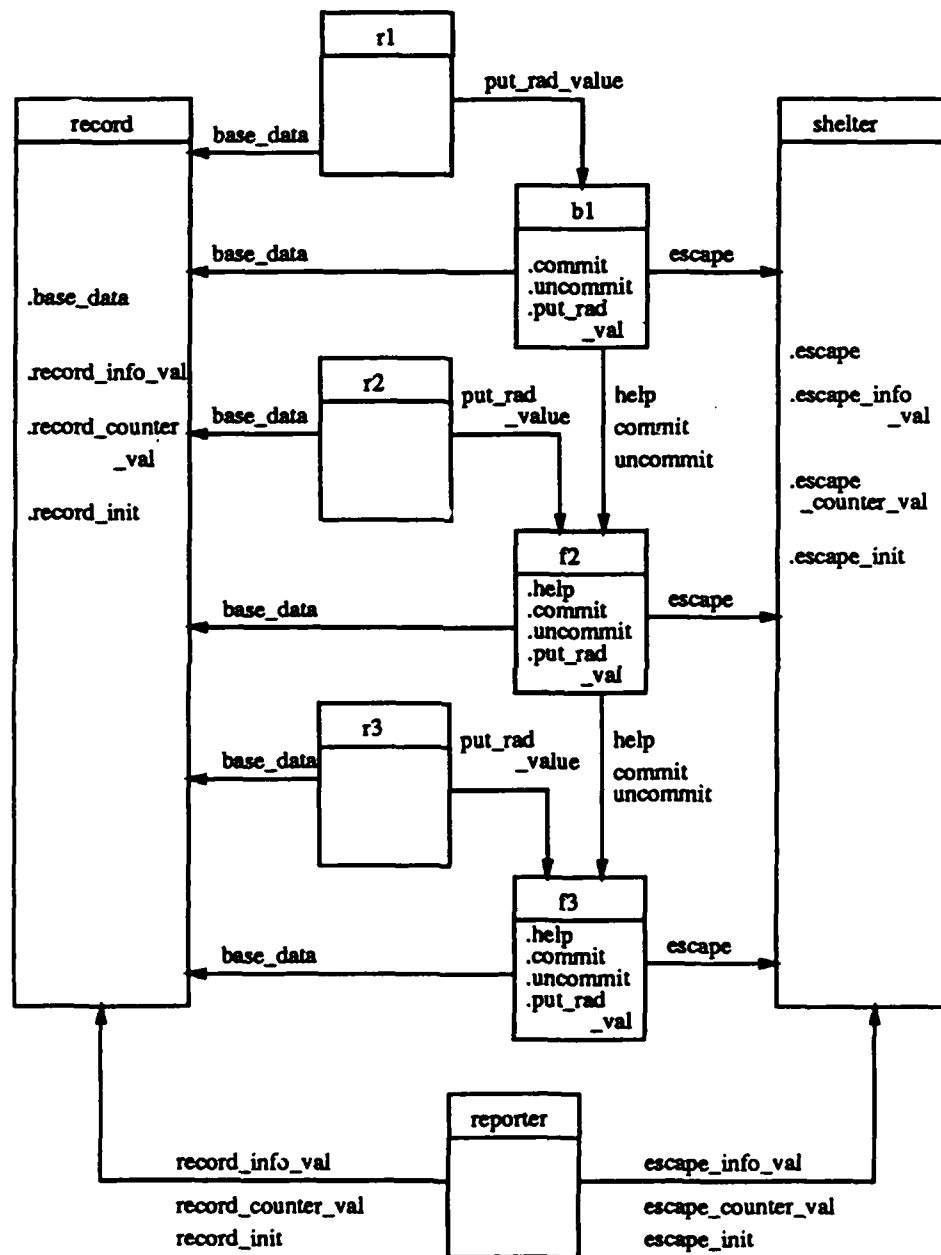 r1
put_rad_value
record
base_data
shelter
b1
.commit
.uncommit
.put_rad
_val
base_data
escape
.base_data
.record_info_val
.record_counter
_val
.record_init
r2
base_data
put_rad
_value
help
commit
uncommit
.escape
.escape_info
_val
.escape
_counter_val
.escape_init
f2
.help
.commit
.uncommit
.put_rad
_val
base_data
escape
r3
base_data
put_rad
_value
help
commit
uncommit
f3
.help
.commit
.uncommit
.put_rad
_val
base_data
escape
reporter
record_info_val
record_counter_val
record_init
escape_info_val
escape_counter_val
escape_init